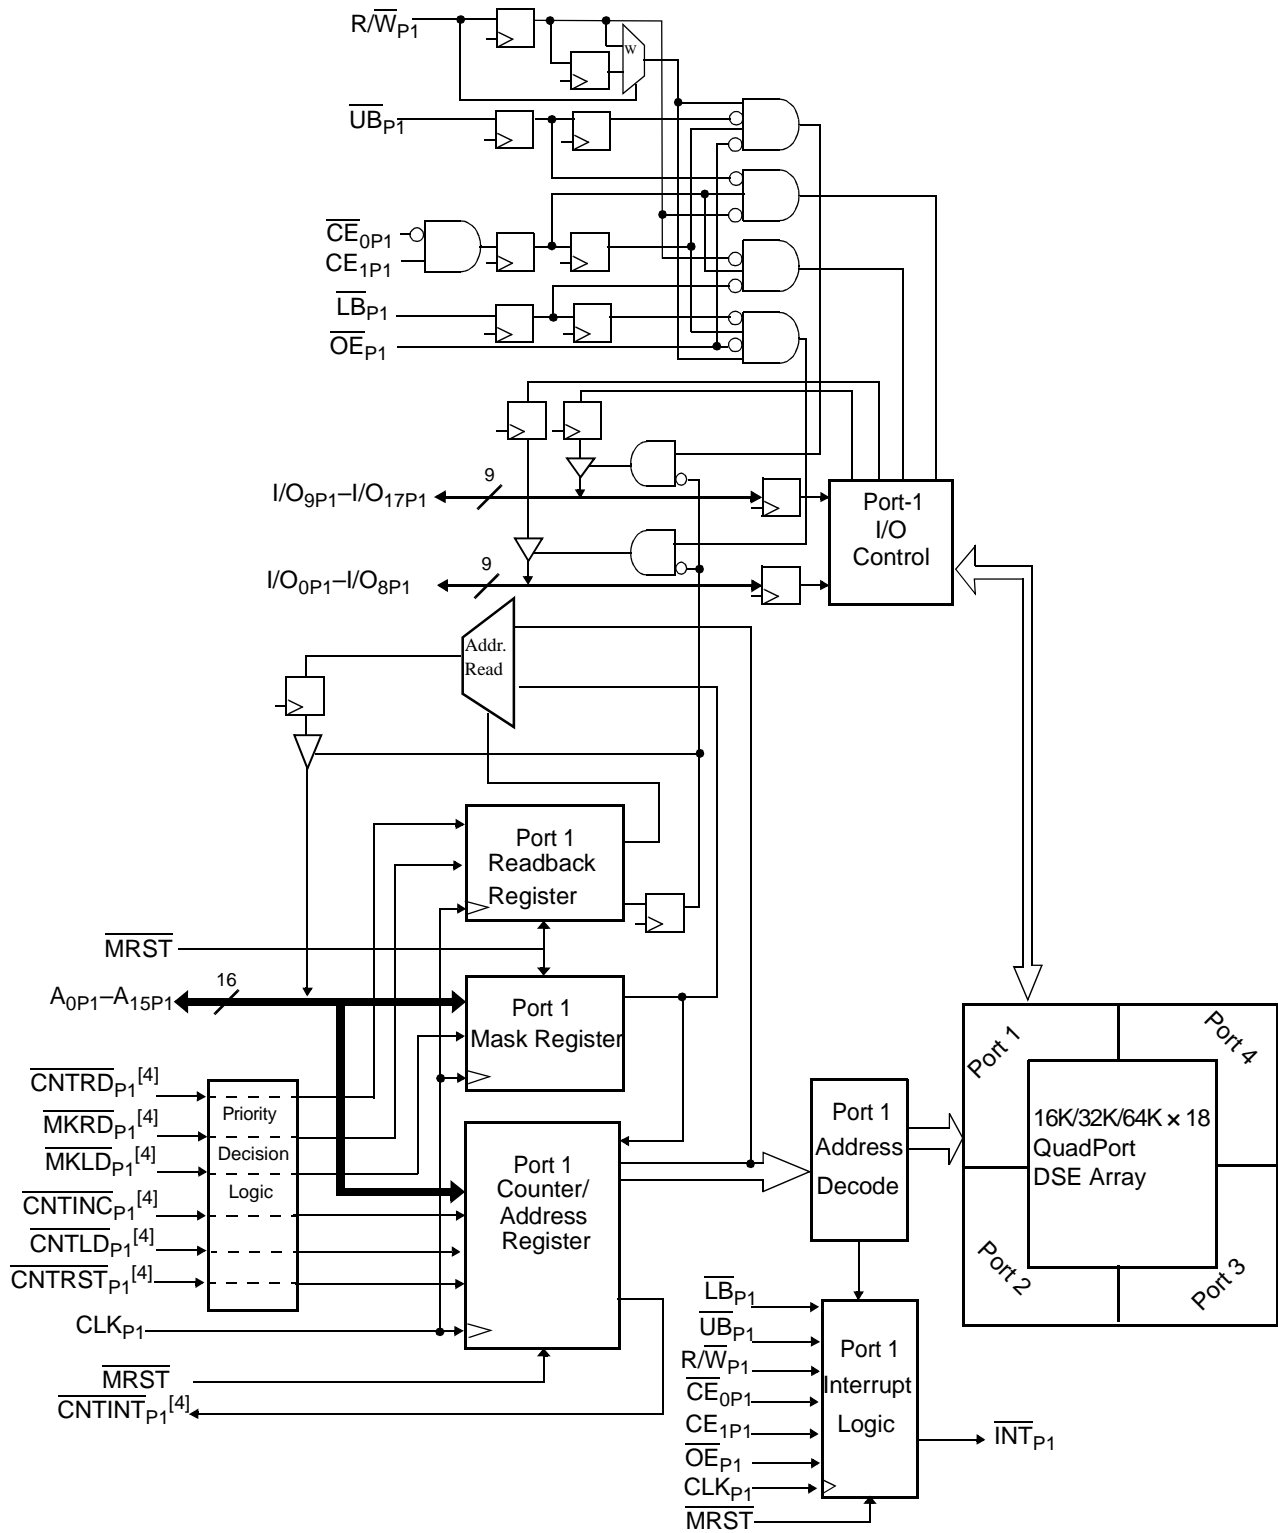 R/W̅P1
W
U̅B̅P1
C̅E̅0P1
CE1P1
L̅B̅P1
O̅E̅P1
9
I/O9P1–I/O17P1
Port-1
I/O
Control
9
I/O0P1–I/O8P1
Addr.
Read
Port 1
Readback
Register
M̅R̅S̅T̅
16
A0P1–A15P1
Port 1
Mask Register
C̅N̅T̅R̅D̅P1[4]
M̅K̅R̅D̅P1[4]
M̅K̅L̅D̅P1[4]
C̅N̅T̅I̅N̅C̅P1[4]
C̅N̅T̅L̅D̅P1[4]
C̅N̅T̅R̅S̅T̅P1[4]
Priority
Decision
Logic
CLKP1
M̅R̅S̅T̅
C̅N̅T̅I̅N̅T̅P1[4]
Port 1
Counter/
Address
Register
Port 1
Address
Decode
Port 1
Port 4
16K/32K/64K × 18
QuadPort
DSE Array
Port 2
Port 3
L̅B̅P1
U̅B̅P1
R/W̅P1
C̅E̅0P1
CE1P1
O̅E̅P1
CLKP1
M̅R̅S̅T̅
Port 1
Interrupt
Logic
I̅N̅T̅P1